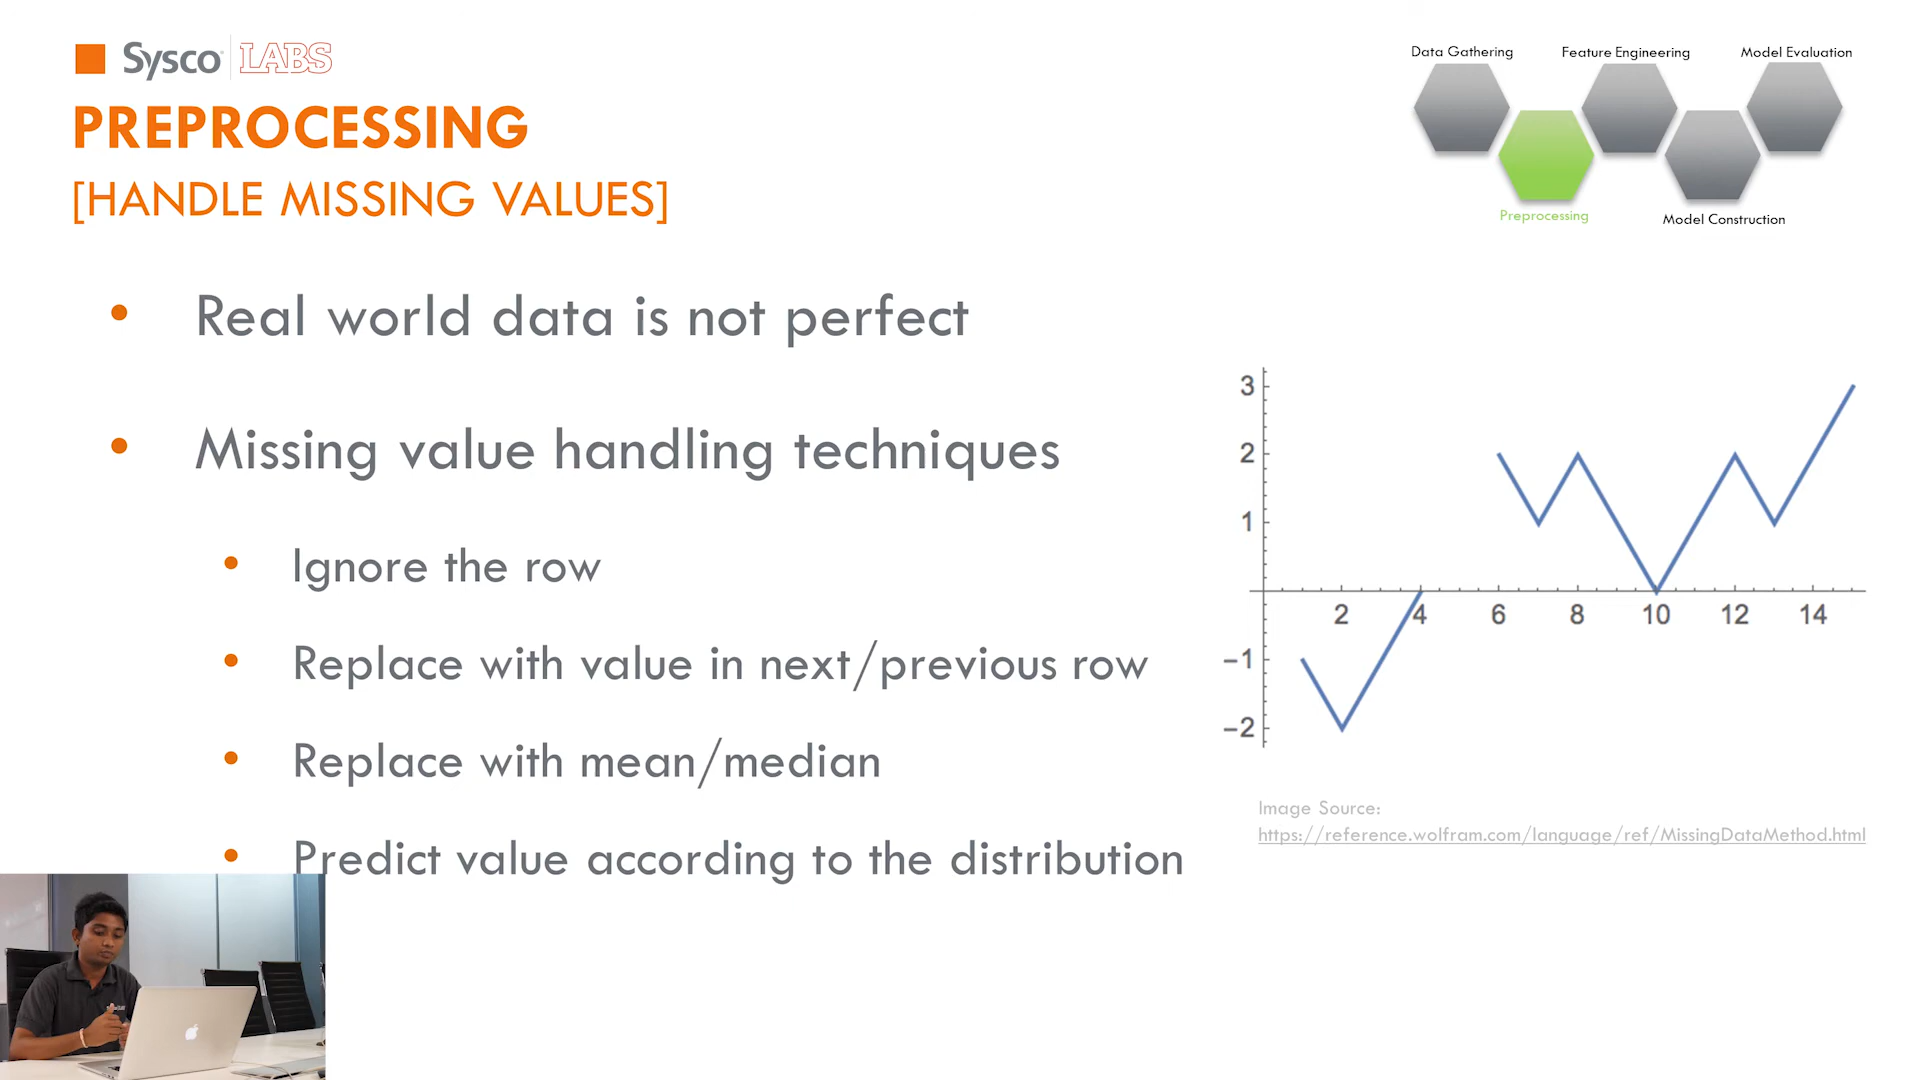 Sysco LABS
PREPROCESSING
[HANDLE MISSING VALUES]
Data Gathering
Feature Engineering
Model Evaluation
Preprocessing
Model Construction
• Real world data is not perfect
• Missing value handling techniques
• Ignore the row
• Replace with value in next/previous row
• Replace with mean/median
• Predict value according to the distribution
3
2
1
2 4 6 8 10 12 14
−1
−2
Image Source:
https://reference.wolfram.com/language/ref/MissingDataMethod.html